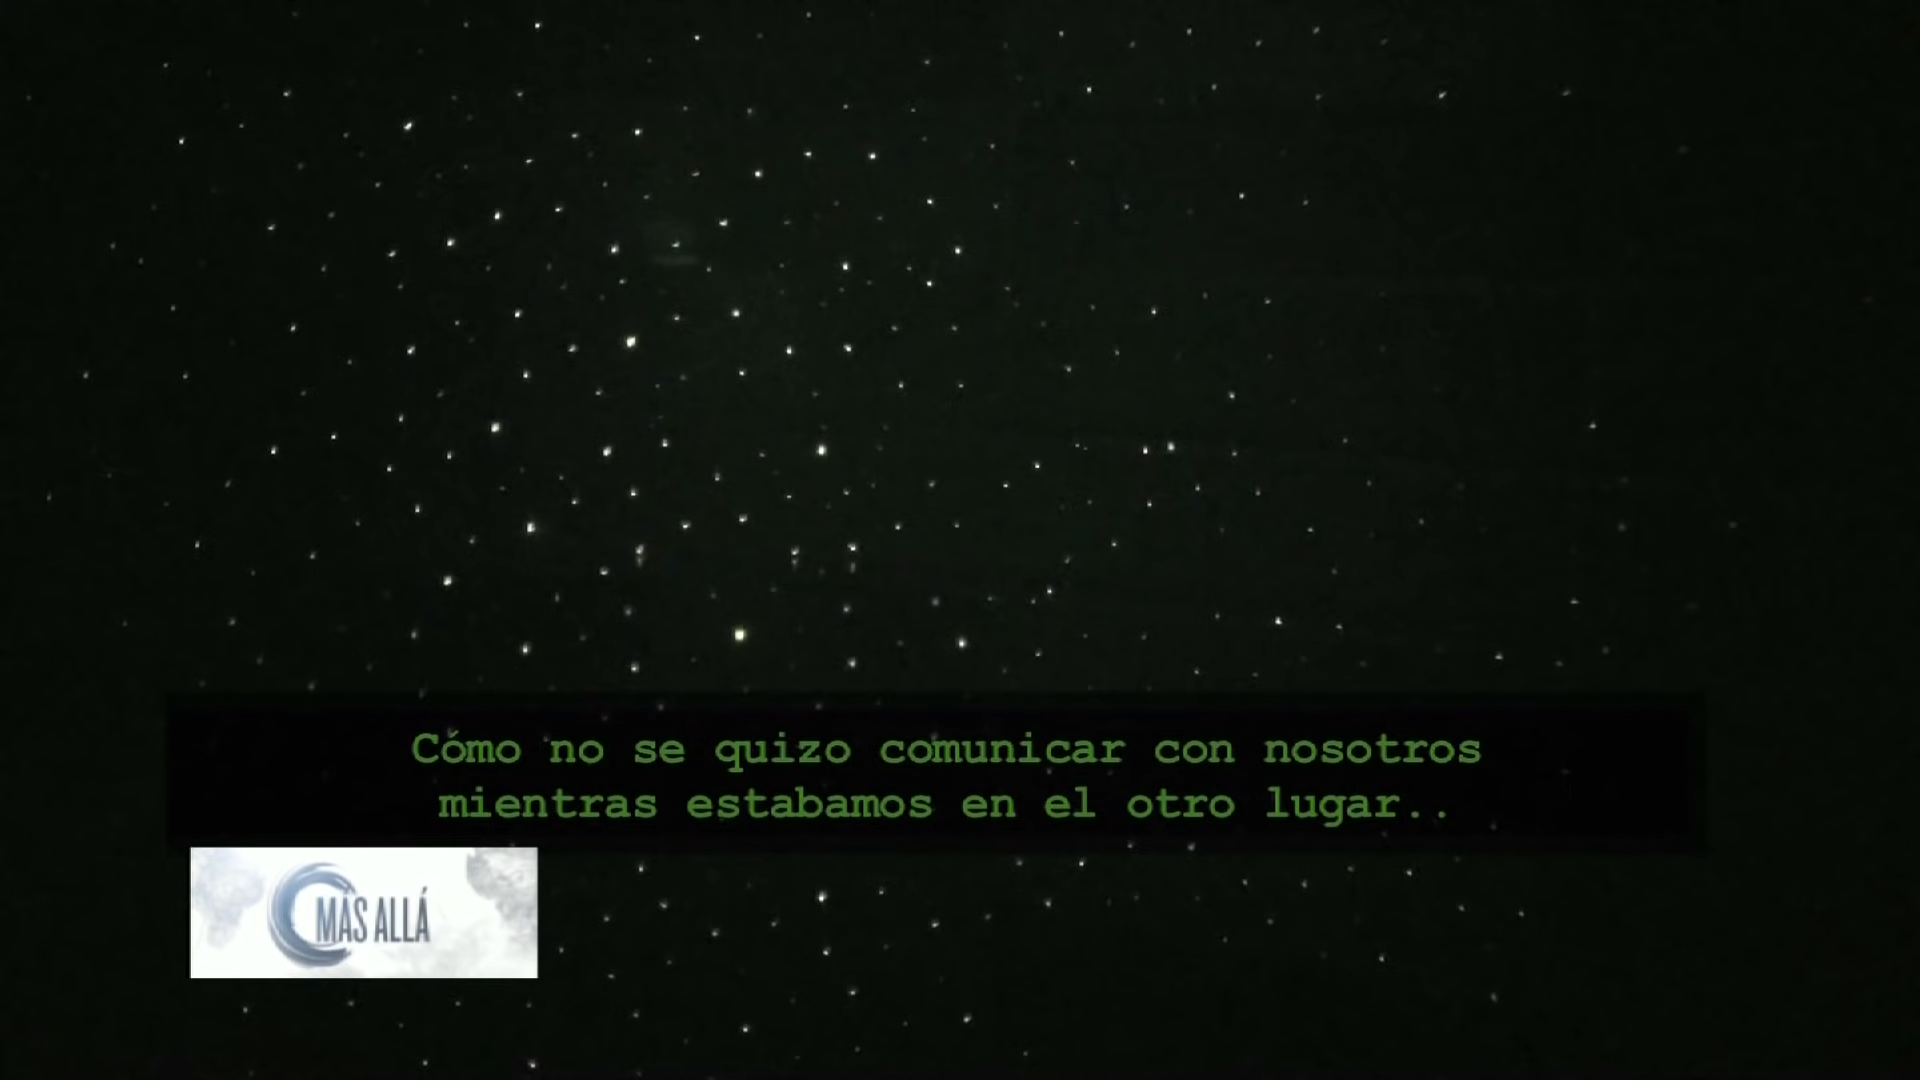 Cómo no se quizo comunicar con nosotros
mientras estabamos en el otro lugar..
MÁS ALLÁ